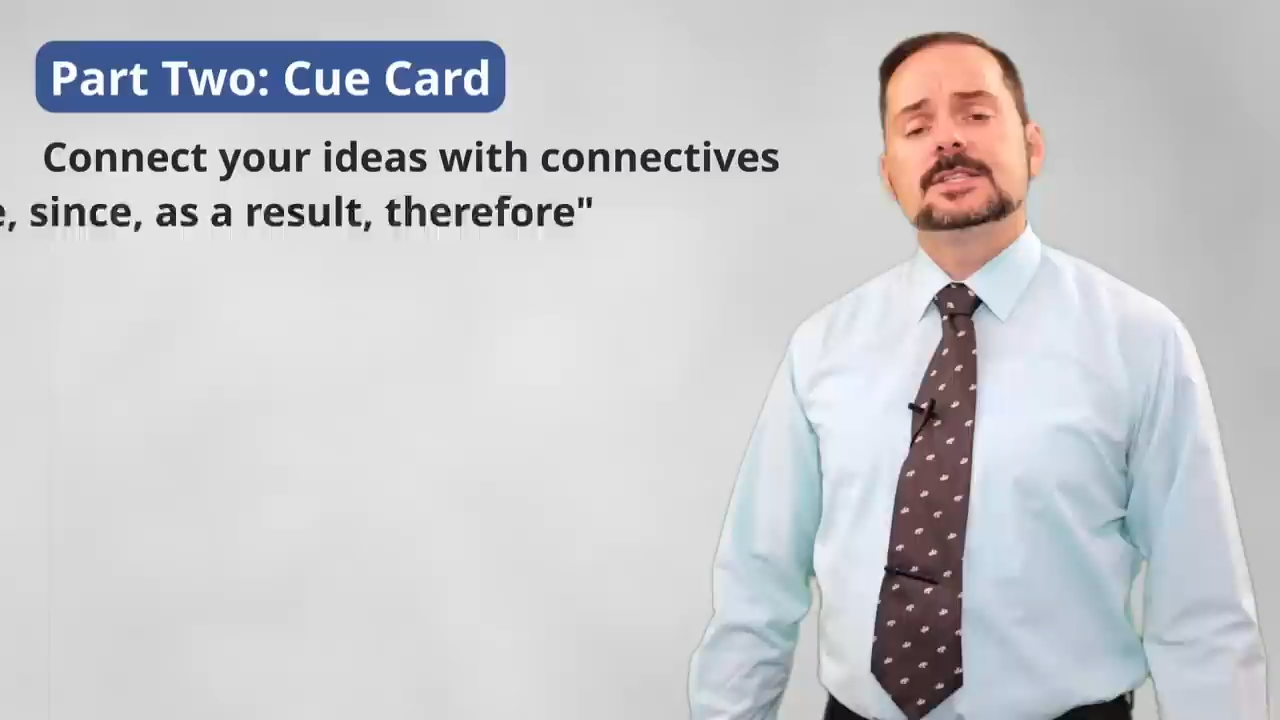 Part Two: Cue Card
Connect your ideas with connectives
since, as a result, therefore"